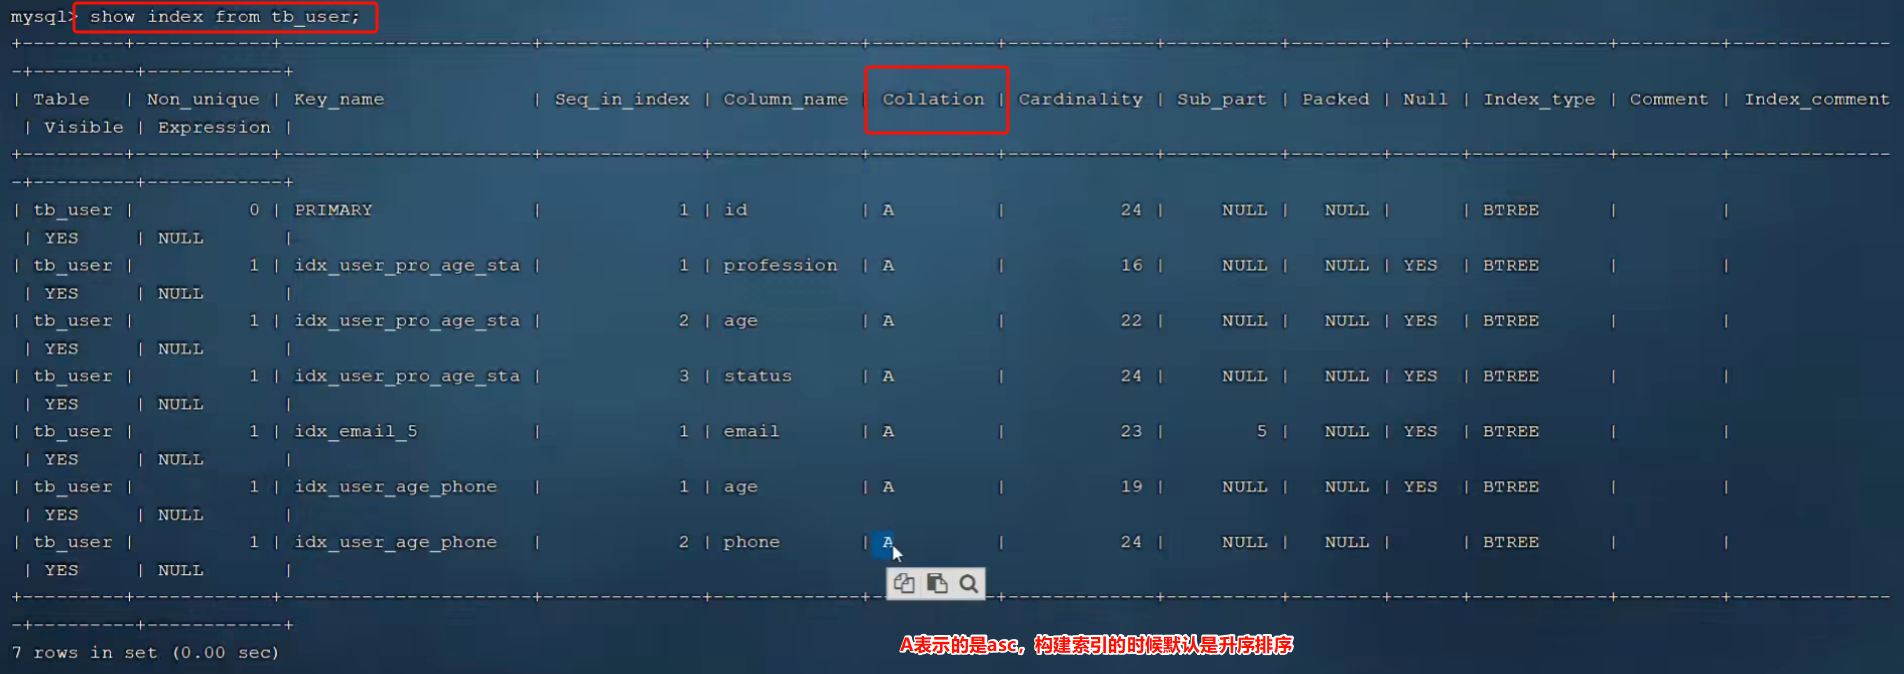 mysql> show index from tb_user;
+---------+------------+----------------------+--------------+-------------+-----------+-------------+----------+--------+------+------------+---------+--------------
-+---------+------------+
| Table   | Non_unique | Key_name             | Seq_in_index | Column_name | Collation | Cardinality | Sub_part | Packed | Null | Index_type | Comment | Index_comment
 | Visible | Expression |
+---------+------------+----------------------+--------------+-------------+-----------+-------------+----------+--------+------+------------+---------+--------------
-+---------+------------+
| tb_user |          0 | PRIMARY              |            1 | id          | A         |          24 |     NULL |   NULL |      | BTREE      |         |
 | YES     | NULL       |
| tb_user |          1 | idx_user_pro_age_sta |            1 | profession  | A         |          16 |     NULL |   NULL | YES  | BTREE      |         |
 | YES     | NULL       |
| tb_user |          1 | idx_user_pro_age_sta |            2 | age         | A         |          22 |     NULL |   NULL | YES  | BTREE      |         |
 | YES     | NULL       |
| tb_user |          1 | idx_user_pro_age_sta |            3 | status      | A         |          24 |     NULL |   NULL | YES  | BTREE      |         |
 | YES     | NULL       |
| tb_user |          1 | idx_email_5          |            1 | email       | A         |          23 |        5 |   NULL | YES  | BTREE      |         |
 | YES     | NULL       |
| tb_user |          1 | idx_user_age_phone   |            1 | age         | A         |          19 |     NULL |   NULL | YES  | BTREE      |         |
 | YES     | NULL       |
| tb_user |          1 | idx_user_age_phone   |            2 | phone       | A         |          24 |     NULL |   NULL |      | BTREE      |         |
 | YES     | NULL       |
+---------+------------+----------------------+--------------+-------------+-----------+-------------+----------+--------+------+------------+---------+--------------
-+---------+------------+
A表示的是asc，构建索引的时候默认是升序排序
7 rows in set (0.00 sec)